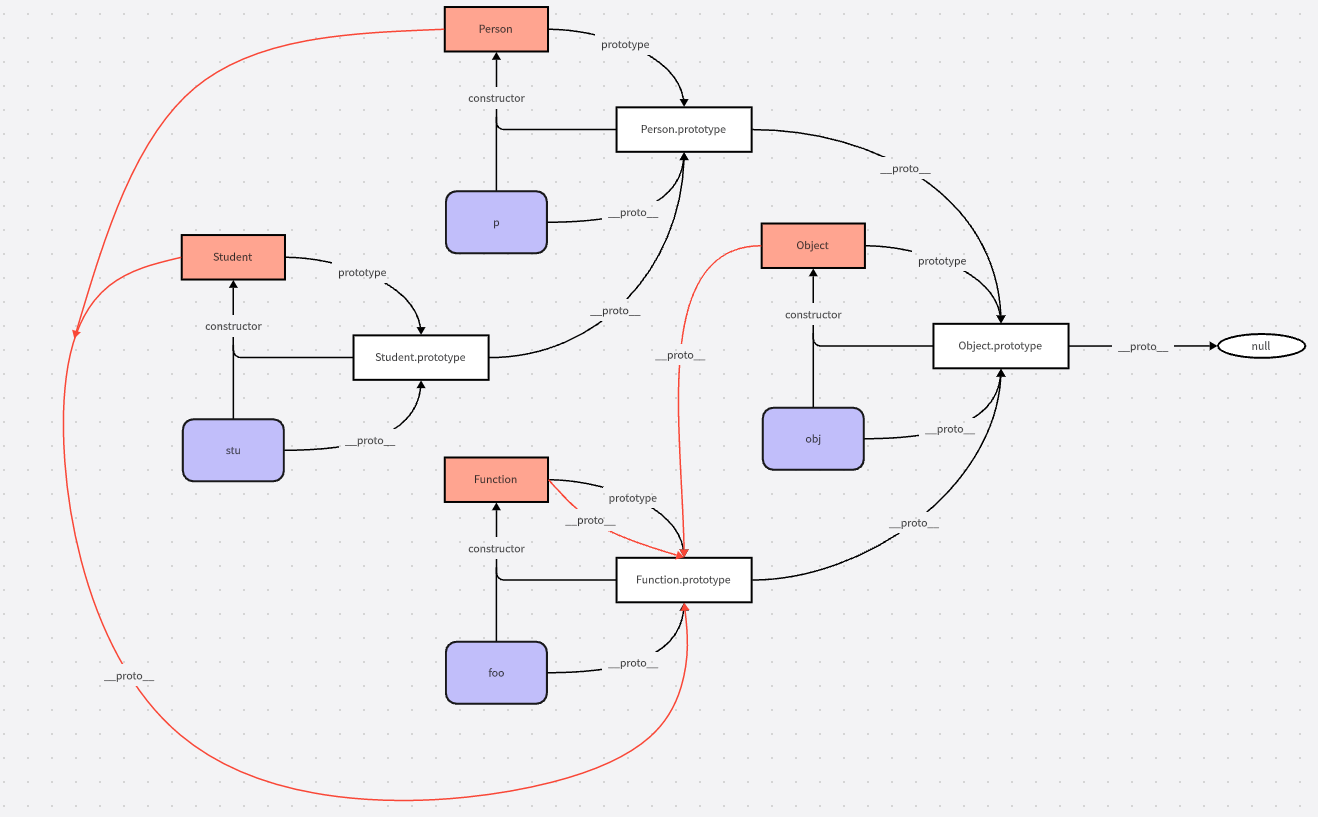 Person
prototype
constructor
Person.prototype
__proto__
p
__proto__
Object
Student
prototype
prototype
__proto__
constructor
constructor
Object.prototype
__proto__
null
Student.prototype
__proto__
__proto__
obj
__proto__
stu
Function
prototype
__proto__
__proto__
constructor
Function.prototype
__proto__
foo
__proto__